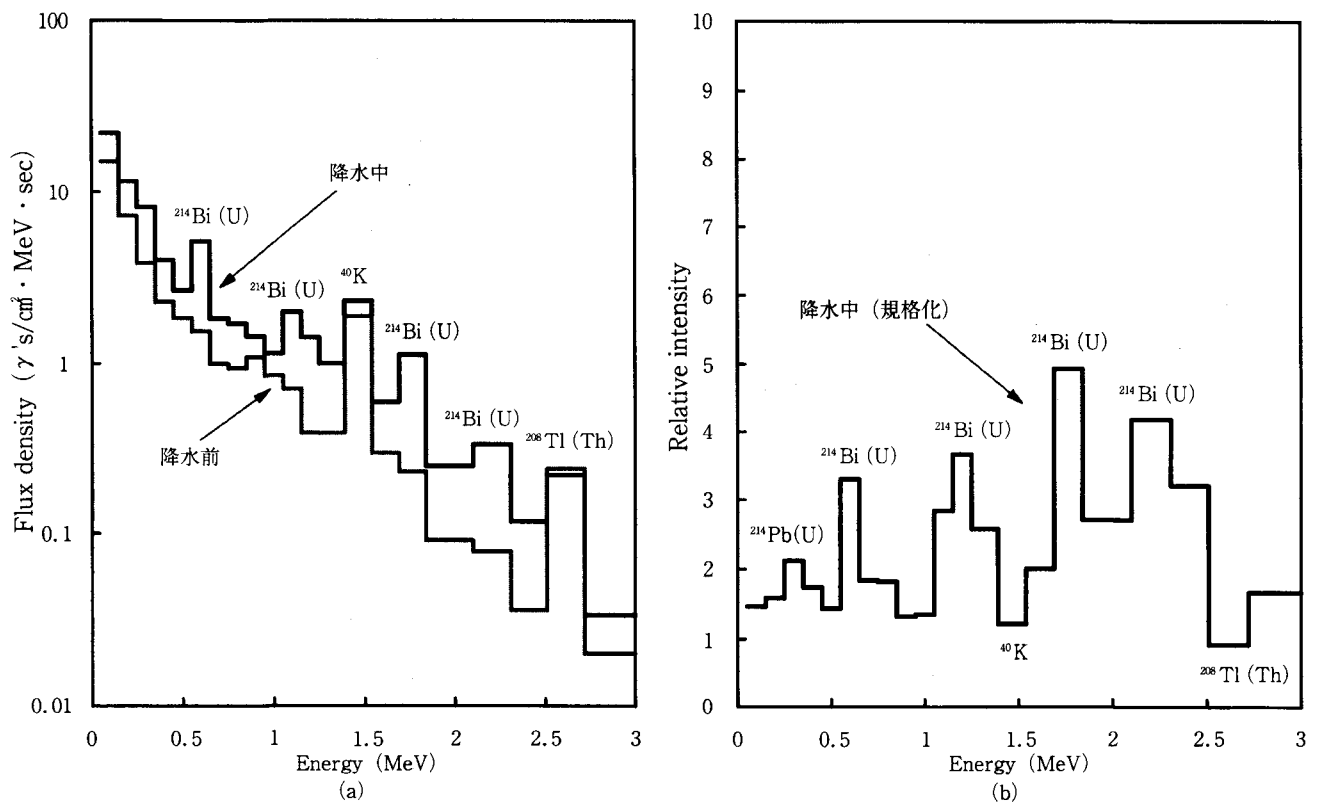 100
10
1
0.1
0.01
Flux density (γ's/cm²・MeV・sec)
²¹⁴Bi (U)
降水中
²¹⁴Bi (U)
⁴⁰K
²¹⁴Bi (U)
²¹⁴Bi (U)
²⁰⁸Tl (Th)
降水前
0 0.5 1 1.5 2 2.5 3
Energy (MeV)
(a)
10
9
8
7
6
5
4
3
2
1
0
Relative intensity
降水中 (規格化)
²¹⁴Bi (U)
²¹⁴Bi (U)
²¹⁴Bi (U)
²¹⁴Bi (U)
²¹⁴Pb(U)
⁴⁰K
²⁰⁸Tl (Th)
0 0.5 1 1.5 2 2.5 3
Energy (MeV)
(b)